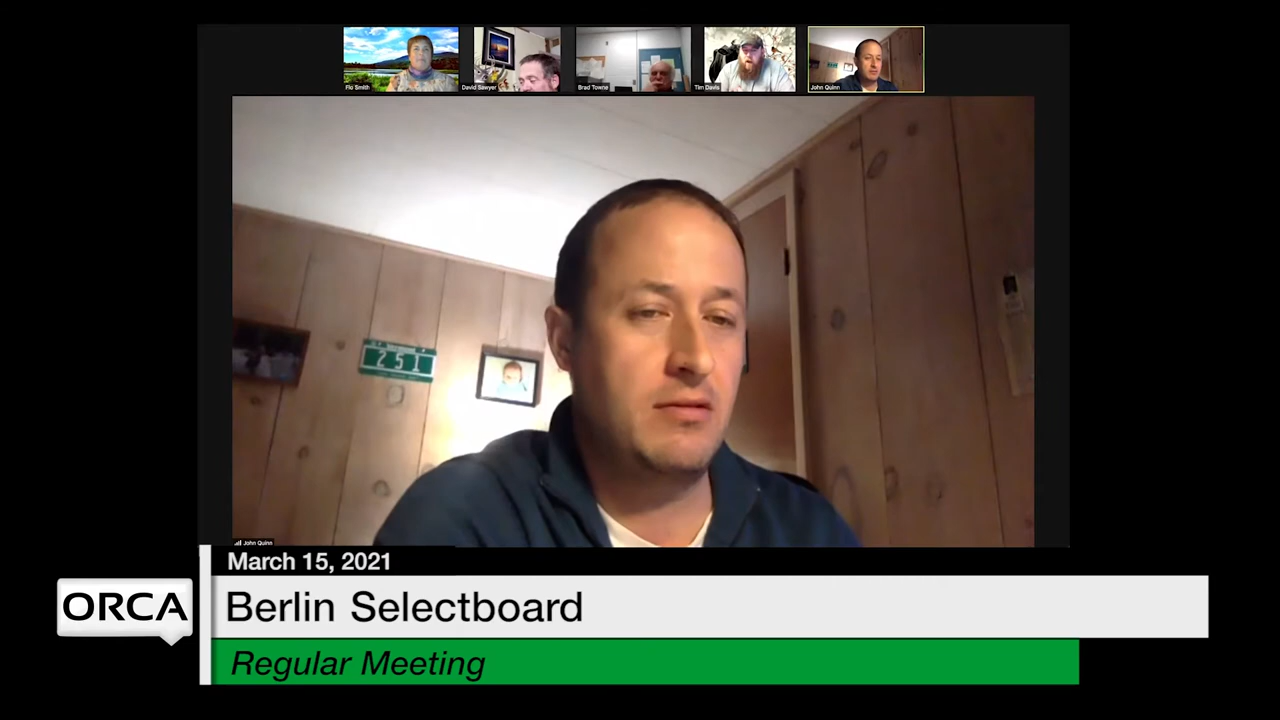 Flo Smith
David Sawyer
Brad Towne
Tim Davis
John Quinn
251
John Quinn
March 15, 2021
ORCA
Berlin Selectboard
Regular Meeting